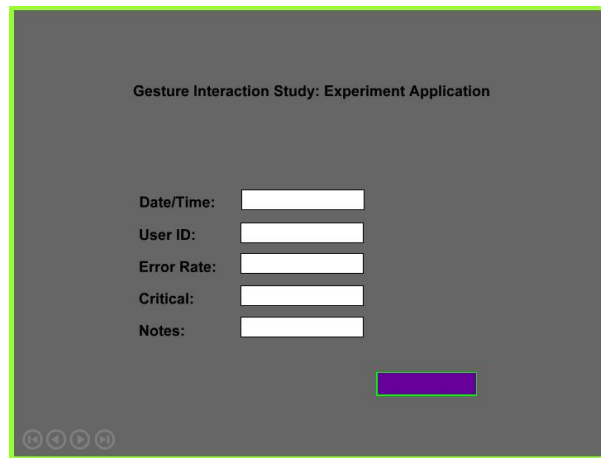 Gesture Interaction Study: Experiment Application
Date/Time:
User ID:
Error Rate:
Critical:
Notes: